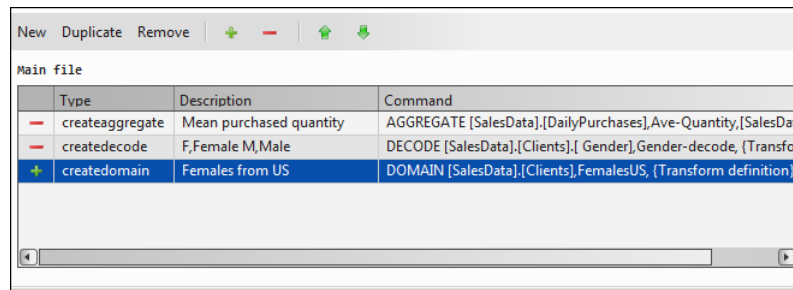 New Duplicate Remove
Main file
Type Description Command
createaggregate Mean purchased quantity AGGREGATE [SalesData].[DailyPurchases],Ave-Quantity,[SalesDa
createdecode F,Female M,Male DECODE [SalesData].[Clients].[ Gender],Gender-decode, {Transfo
createdomain Females from US DOMAIN [SalesData].[Clients],FemalesUS, {Transform definition}